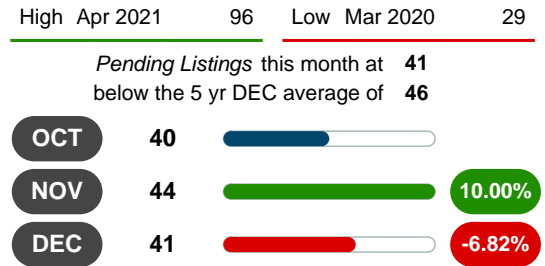 High Apr 2021 96 Low Mar 2020 29
Pending Listings this month at 41
below the 5 yr DEC average of 46
OCT 40
NOV 44 10.00%
DEC 41 -6.82%